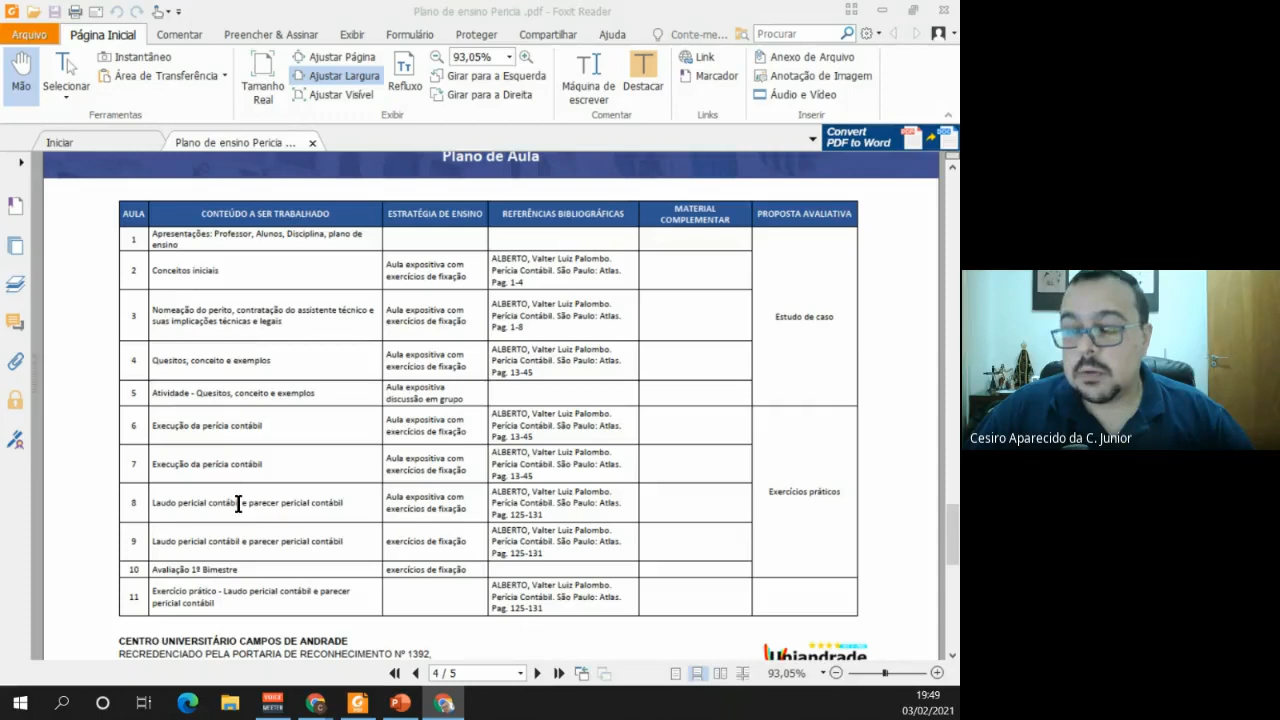 Plano de ensino Pericia .pdf - Foxit Reader
Arquivo
Página Inicial
Comentar
Preencher & Assinar
Exibir
Formulário
Proteger
Compartilhar
Ajuda
Conte-me...
Procurar
Mão
Selecionar
Instantâneo
Área de Transferência
Ferramentas
Tamanho
Real
Ajustar Página
Ajustar Largura
Ajustar Visível
Refluxo
93,05%
Girar para a Esquerda
Girar para a Direita
Exibir
Máquina de
escrever
Destacar
Comentar
Link
Marcador
Links
Anexo de Arquivo
Anotação de Imagem
Áudio e Vídeo
Inserir
Iniciar
Plano de ensino Pericia ...
Convert
PDF to Word
Plano de Aula
AULA
CONTEÚDO A SER TRABALHADO
ESTRATÉGIA DE ENSINO
REFERÊNCIAS BIBLIOGRÁFICAS
MATERIAL
COMPLEMENTAR
PROPOSTA AVALIATIVA
1
Apresentações: Professor, Alunos, Disciplina, plano de
ensino
2
Conceitos iniciais
Aula expositiva com
exercícios de fixação
ALBERTO, Valter Luiz Palombo.
Perícia Contábil. São Paulo: Atlas.
Pag. 1-4
3
Nomeação do perito, contratação do assistente técnico e
suas implicações técnicas e legais
Aula expositiva com
exercícios de fixação
ALBERTO, Valter Luiz Palombo.
Perícia Contábil. São Paulo: Atlas.
Pag. 1-8
Estudo de caso
4
Quesitos, conceito e exemplos
Aula expositiva com
exercícios de fixação
ALBERTO, Valter Luiz Palombo.
Perícia Contábil. São Paulo: Atlas.
Pag. 13-45
5
Atividade - Quesitos, conceito e exemplos
Aula expositiva
discussão em grupo
6
Execução da perícia contábil
Aula expositiva com
exercícios de fixação
ALBERTO, Valter Luiz Palombo.
Perícia Contábil. São Paulo: Atlas.
Pag. 13-45
7
Execução da perícia contábil
Aula expositiva com
exercícios de fixação
ALBERTO, Valter Luiz Palombo.
Perícia Contábil. São Paulo: Atlas.
Pag. 13-45
8
Laudo pericial contábil e parecer pericial contábil
Aula expositiva com
exercícios de fixação
ALBERTO, Valter Luiz Palombo.
Perícia Contábil. São Paulo: Atlas.
Pag. 125-131
Exercícios práticos
9
Laudo pericial contábil e parecer pericial contábil
exercícios de fixação
ALBERTO, Valter Luiz Palombo.
Perícia Contábil. São Paulo: Atlas.
Pag. 125-131
10
Avaliação 1º Bimestre
exercícios de fixação
11
Exercício prático - Laudo pericial contábil e parecer
pericial contábil
ALBERTO, Valter Luiz Palombo.
Perícia Contábil. São Paulo: Atlas.
Pag. 125-131
CENTRO UNIVERSITÁRIO CAMPOS DE ANDRADE
RECREDENCIADO PELA PORTARIA DE RECONHECIMENTO Nº 1392,
Uniandrade
4 / 5
93,05%
19:49
03/02/2021
Cesiro Aparecido da C. Junior